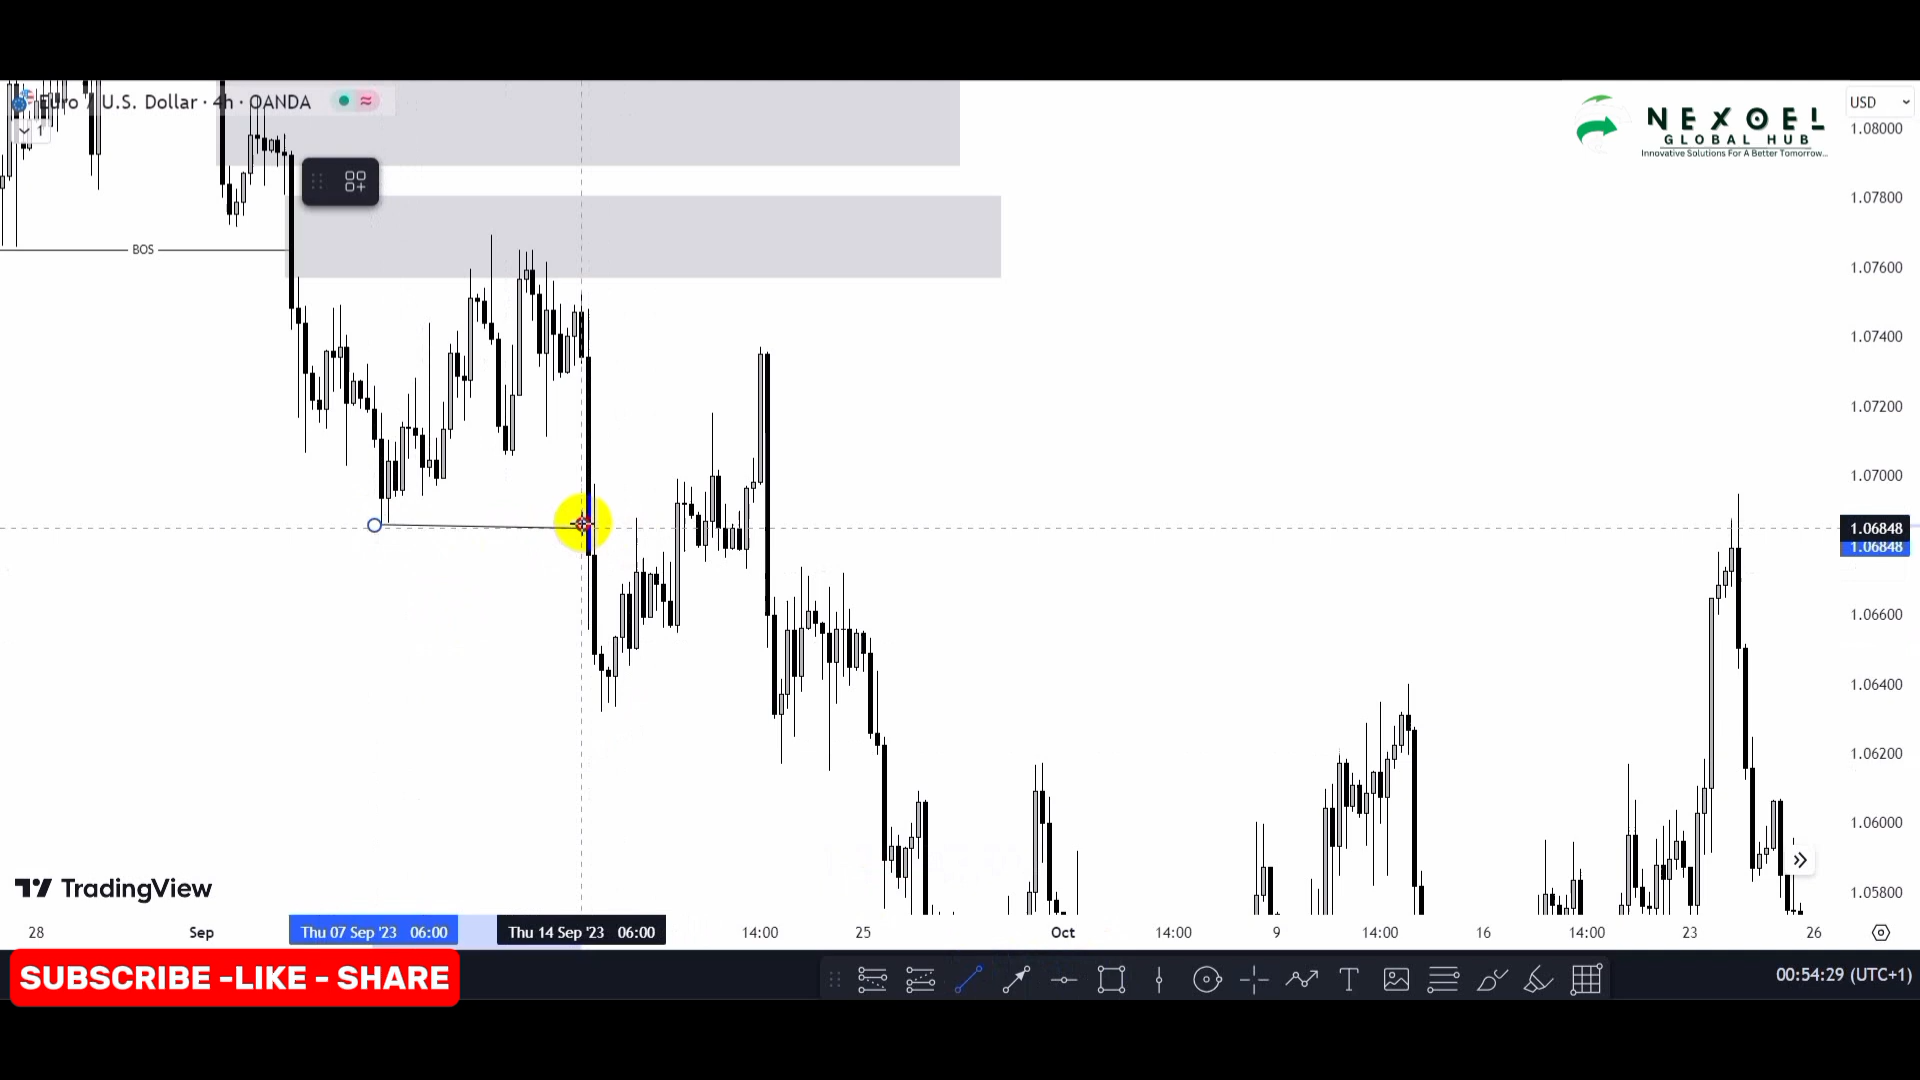 Euro / U.S. Dollar · 4h · OANDA
1
NEXOEL
GLOBAL HUB
Innovative Solutions For A Better Tomorrow...
USD
1.08000
1.07800
BOS
1.07600
1.07400
1.07200
1.07000
1.06848
1.06848
1.06600
1.06400
1.06200
1.06000
1.05800
TradingView
28
Sep
Thu 07 Sep '23 06:00
Thu 14 Sep '23 06:00
14:00
25
Oct
14:00
9
14:00
16
14:00
23
26
SUBSCRIBE -LIKE - SHARE
00:54:29 (UTC+1)